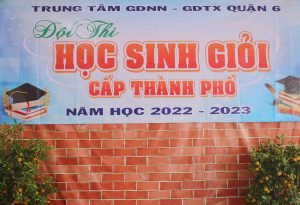 TRUNG TÂM GDNN - GDTX QUẬN 6
Đội Thi
HỌC SINH GIỎI
CẤP THÀNH PHỐ
NĂM HỌC 2022 - 2023